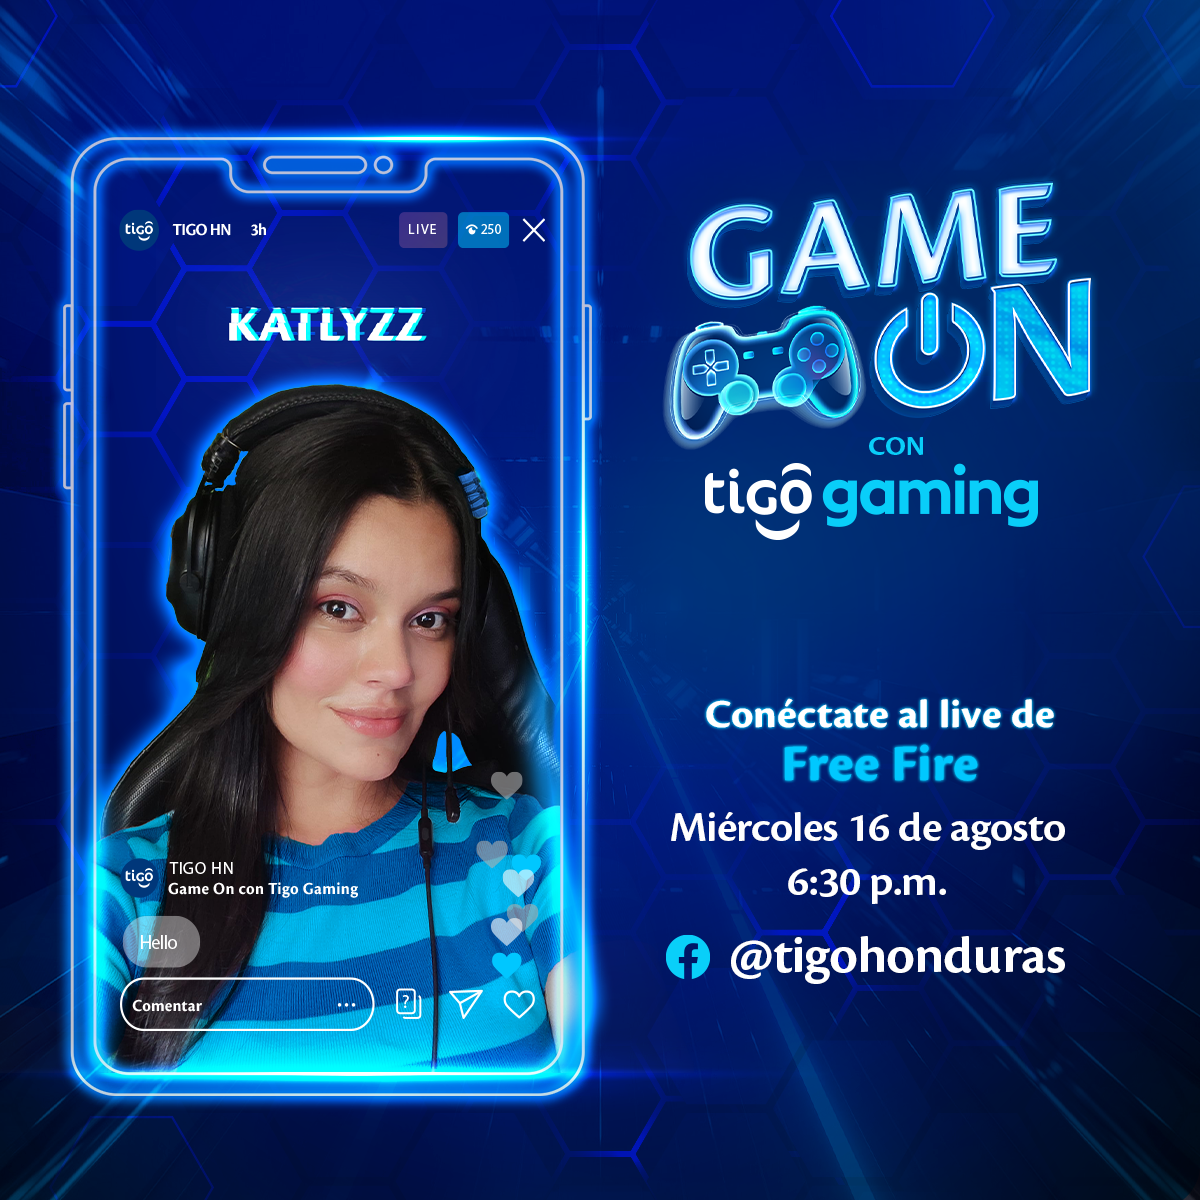 tigo
TIGO HN 3h
LIVE
250
KATLYZZ
tigo
TIGO HN
Game On con Tigo Gaming
Hello
Comentar
GAME
ON
CON
tigo gaming
Conéctate al live de
Free Fire
Miércoles 16 de agosto
6:30 p.m.
@tigohonduras